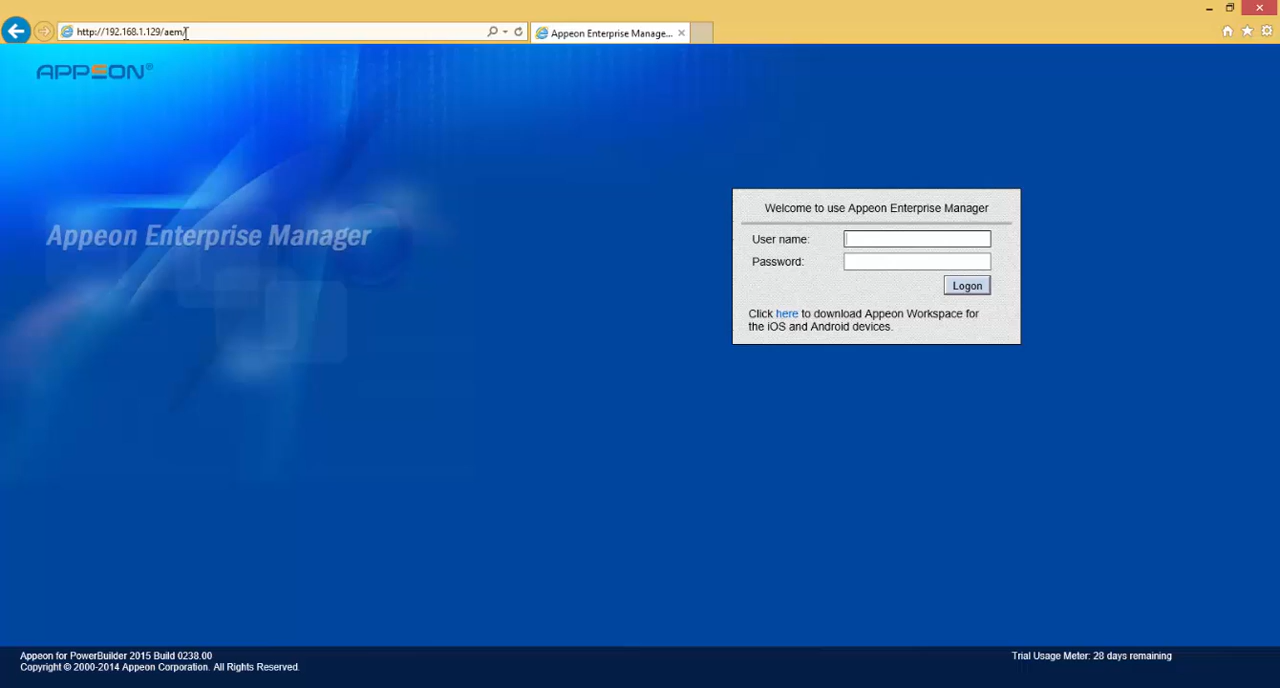 http://192.168.1.129/aem/
Appeon Enterprise Manage...
APPEON®
Appeon Enterprise Manager
Welcome to use Appeon Enterprise Manager
User name:
Password:
Logon
Click here to download Appeon Workspace for
the iOS and Android devices.
Appeon for PowerBuilder 2015 Build 0238.00
Copyright © 2000-2014 Appeon Corporation. All Rights Reserved.
Trial Usage Meter: 28 days remaining